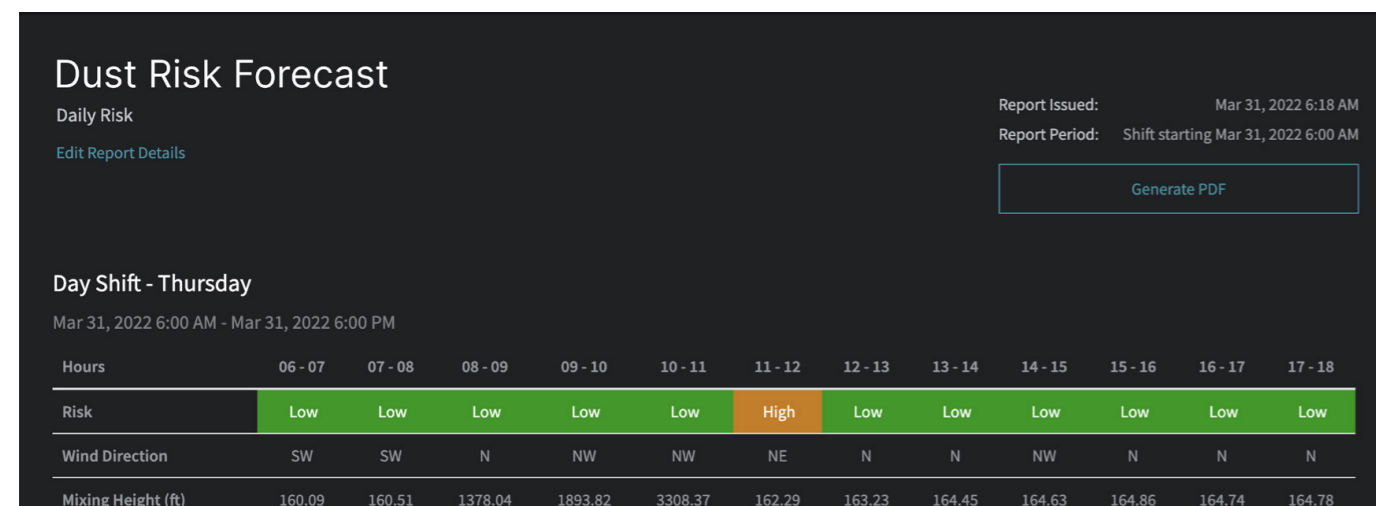 Dust Risk Forecast
Daily Risk
Edit Report Details
Report Issued: Mar 31, 2022 6:18 AM
Report Period: Shift starting Mar 31, 2022 6:00 AM
Generate PDF
Day Shift - Thursday
Mar 31, 2022 6:00 AM - Mar 31, 2022 6:00 PM
Hours 06 - 07 07 - 08 08 - 09 09 - 10 10 - 11 11 - 12 12 - 13 13 - 14 14 - 15 15 - 16 16 - 17 17 - 18
Risk Low Low Low Low Low High Low Low Low Low Low Low
Wind Direction SW SW N NW NW NE N N NW N N N
Mixing Height (ft) 160.09 160.51 1378.04 1893.82 3308.37 162.29 163.23 164.45 164.63 164.86 164.74 164.78